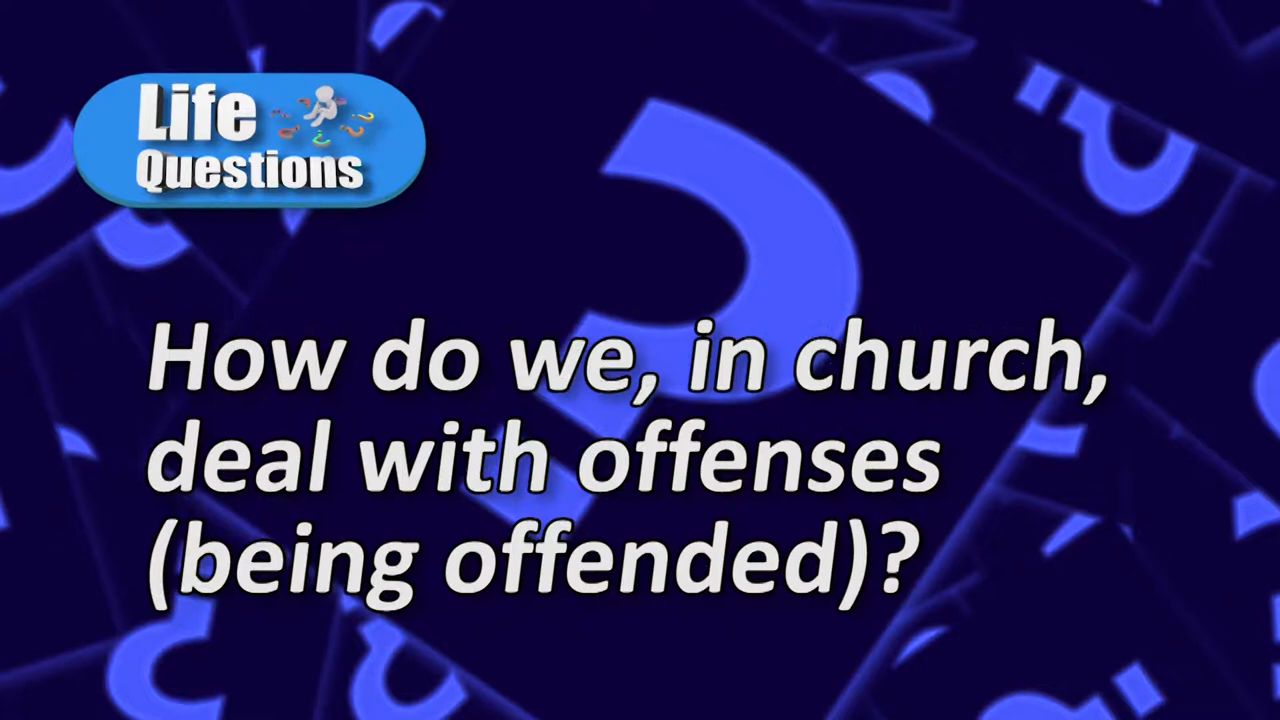 Life
Questions
How do we, in church,
deal with offenses
(being offended)?